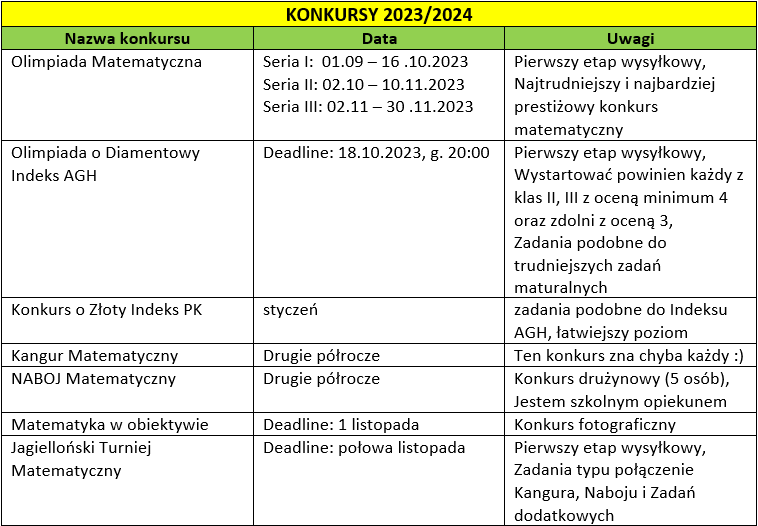 KONKURSY 2023/2024
Nazwa konkursu Data Uwagi
Olimpiada Matematyczna
Seria I: 01.09 – 16 .10.2023
Seria II: 02.10 – 10.11.2023
Seria III: 02.11 – 30 .11.2023
Pierwszy etap wysyłkowy,
Najtrudniejszy i najbardziej
prestiżowy konkurs
matematyczny
Olimpiada o Diamentowy
Indeks AGH
Deadline: 18.10.2023, g. 20:00
Pierwszy etap wysyłkowy,
Wystartować powinien każdy z
klas II, III z oceną minimum 4
oraz zdolni z oceną 3,
Zadania podobne do
trudniejszych zadań
maturalnych
Konkurs o Złoty Indeks PK
styczeń
zadania podobne do Indeksu
AGH, łatwiejszy poziom
Kangur Matematyczny
Drugie półrocze
Ten konkurs zna chyba każdy :)
NABOJ Matematyczny
Drugie półrocze
Konkurs drużynowy (5 osób),
Jestem szkolnym opiekunem
Matematyka w obiektywie
Deadline: 1 listopada
Konkurs fotograficzny
Jagielloński Turniej
Matematyczny
Deadline: połowa listopada
Pierwszy etap wysyłkowy,
Zadania typu połączenie
Kangura, Naboju i Zadań
dodatkowych